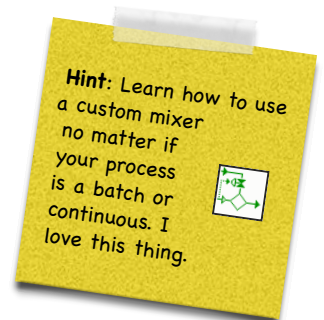 Hint: Learn how to use
a custom mixer
no matter if
your process
is a batch or
continuous. I
love this thing.